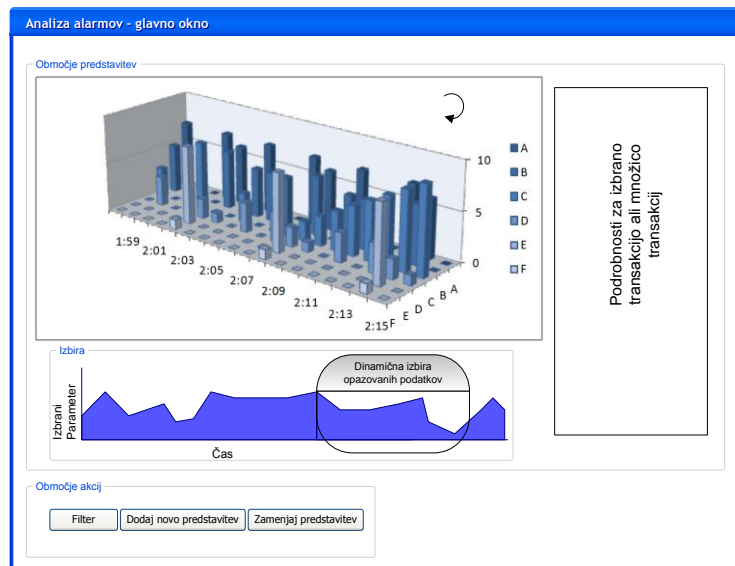 Analiza alarmov - glavno okno
Območje predstavitev
10
5
0
A
B
C
D
E
F
1:59
2:01
2:03
2:05
2:07
2:09
2:11
2:13
2:15
F
E
D
C
B
A
Podrobnosti za izbrano
transakcijo ali množico
transakcij
Izbira
Dinamična izbira
opazovanih podatkov
Izbrani
Parameter
Čas
Območje akcij
Filter
Dodaj novo predstavitev
Zamenjaj predstavitev